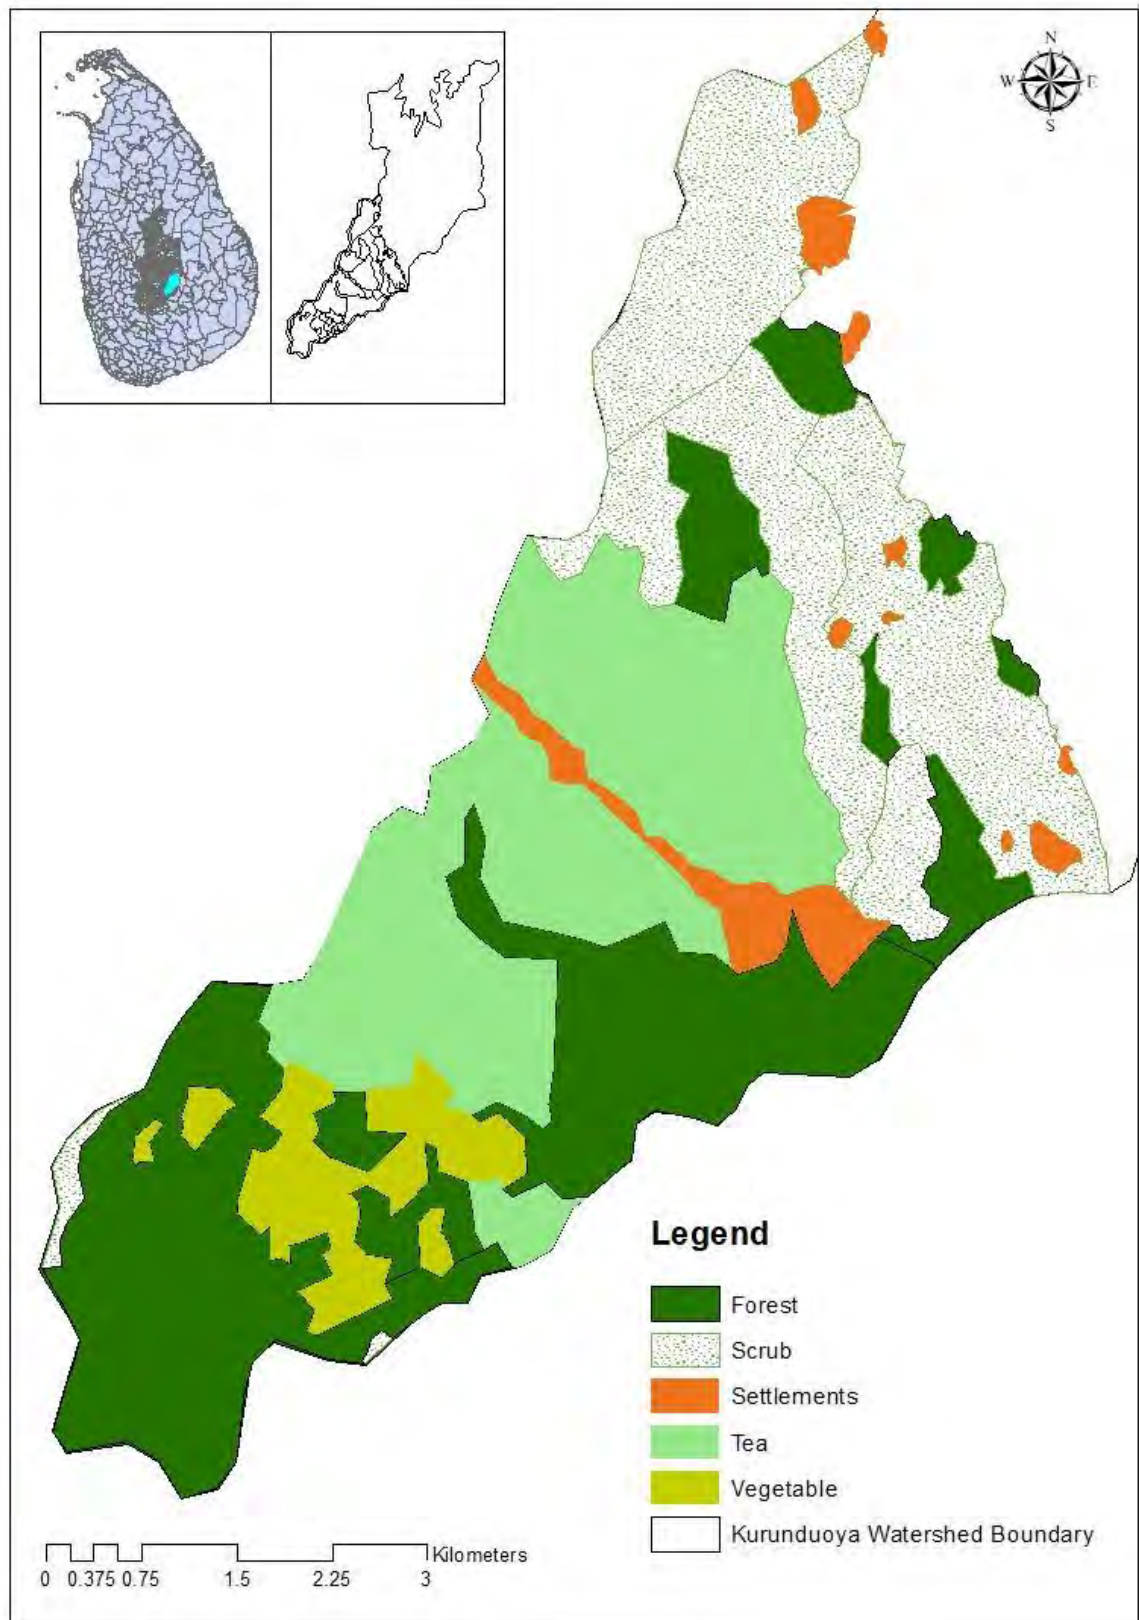 N
W E
S
Legend
Forest
Scrub
Settlements
Tea
Vegetable
Kurunduoya Watershed Boundary
Kilometers
0 0.375 0.75 1.5 2.25 3